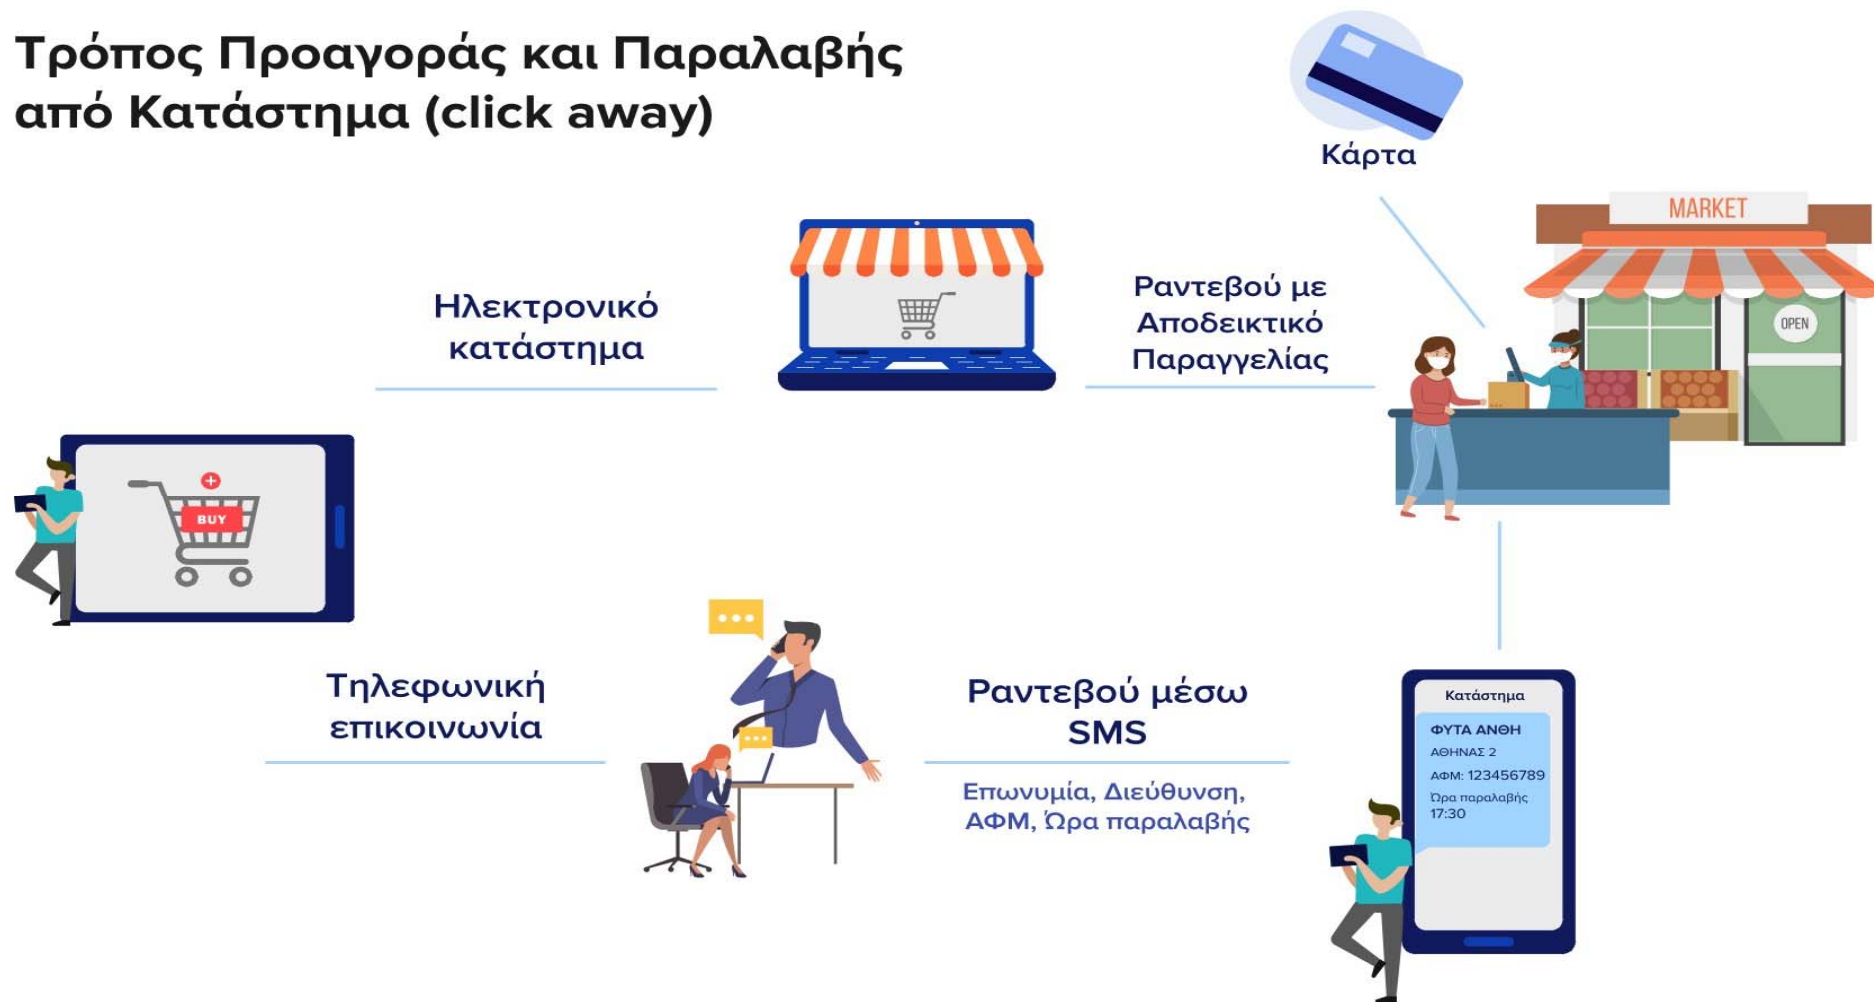 Τρόπος Προαγοράς και Παραλαβής
από Κατάστημα (click away)
Κάρτα
MARKET
OPEN
Ηλεκτρονικό
κατάστημα
Ραντεβού με
Αποδεικτικό
Παραγγελίας
BUY
Τηλεφωνική
επικοινωνία
Ραντεβού μέσω
SMS
Επωνυμία, Διεύθυνση,
ΑΦΜ, Ώρα παραλαβής
Κατάστημα
ΦΥΤΑ ΑΝΘΗ
ΑΘΗΝΑΣ 2
ΑΦΜ: 123456789
Ώρα παραλαβής
17:30